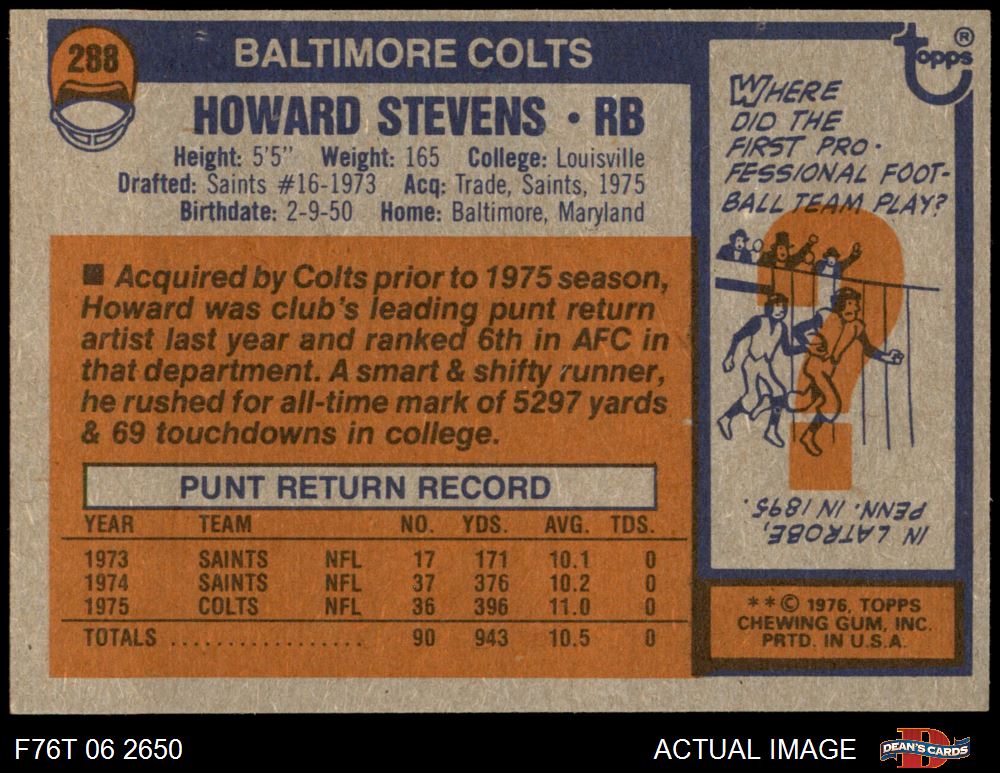 288
BALTIMORE COLTS
HOWARD STEVENS • RB
Height: 5'5" Weight: 165 College: Louisville
Drafted: Saints #16-1973 Acq: Trade, Saints, 1975
Birthdate: 2-9-50 Home: Baltimore, Maryland
■ Acquired by Colts prior to 1975 season,
Howard was club's leading punt return
artist last year and ranked 6th in AFC in
that department. A smart & shifty runner,
he rushed for all-time mark of 5297 yards
& 69 touchdowns in college.
PUNT RETURN RECORD
YEAR TEAM NO. YDS. AVG. TDS.
1973 SAINTS NFL 17 171 10.1 0
1974 SAINTS NFL 37 376 10.2 0
1975 COLTS NFL 36 396 11.0 0
TOTALS ................. 90 943 10.5 0
topps®
WHERE
DID THE
FIRST PRO-
FESSIONAL FOOT-
BALL TEAM PLAY?
?
IN LATROBE,
PENN. IN 1895.
**© 1976, TOPPS
CHEWING GUM, INC.
PRTD. IN U.S.A.
F76T 06 2650
ACTUAL IMAGE
DEAN'S CARDS